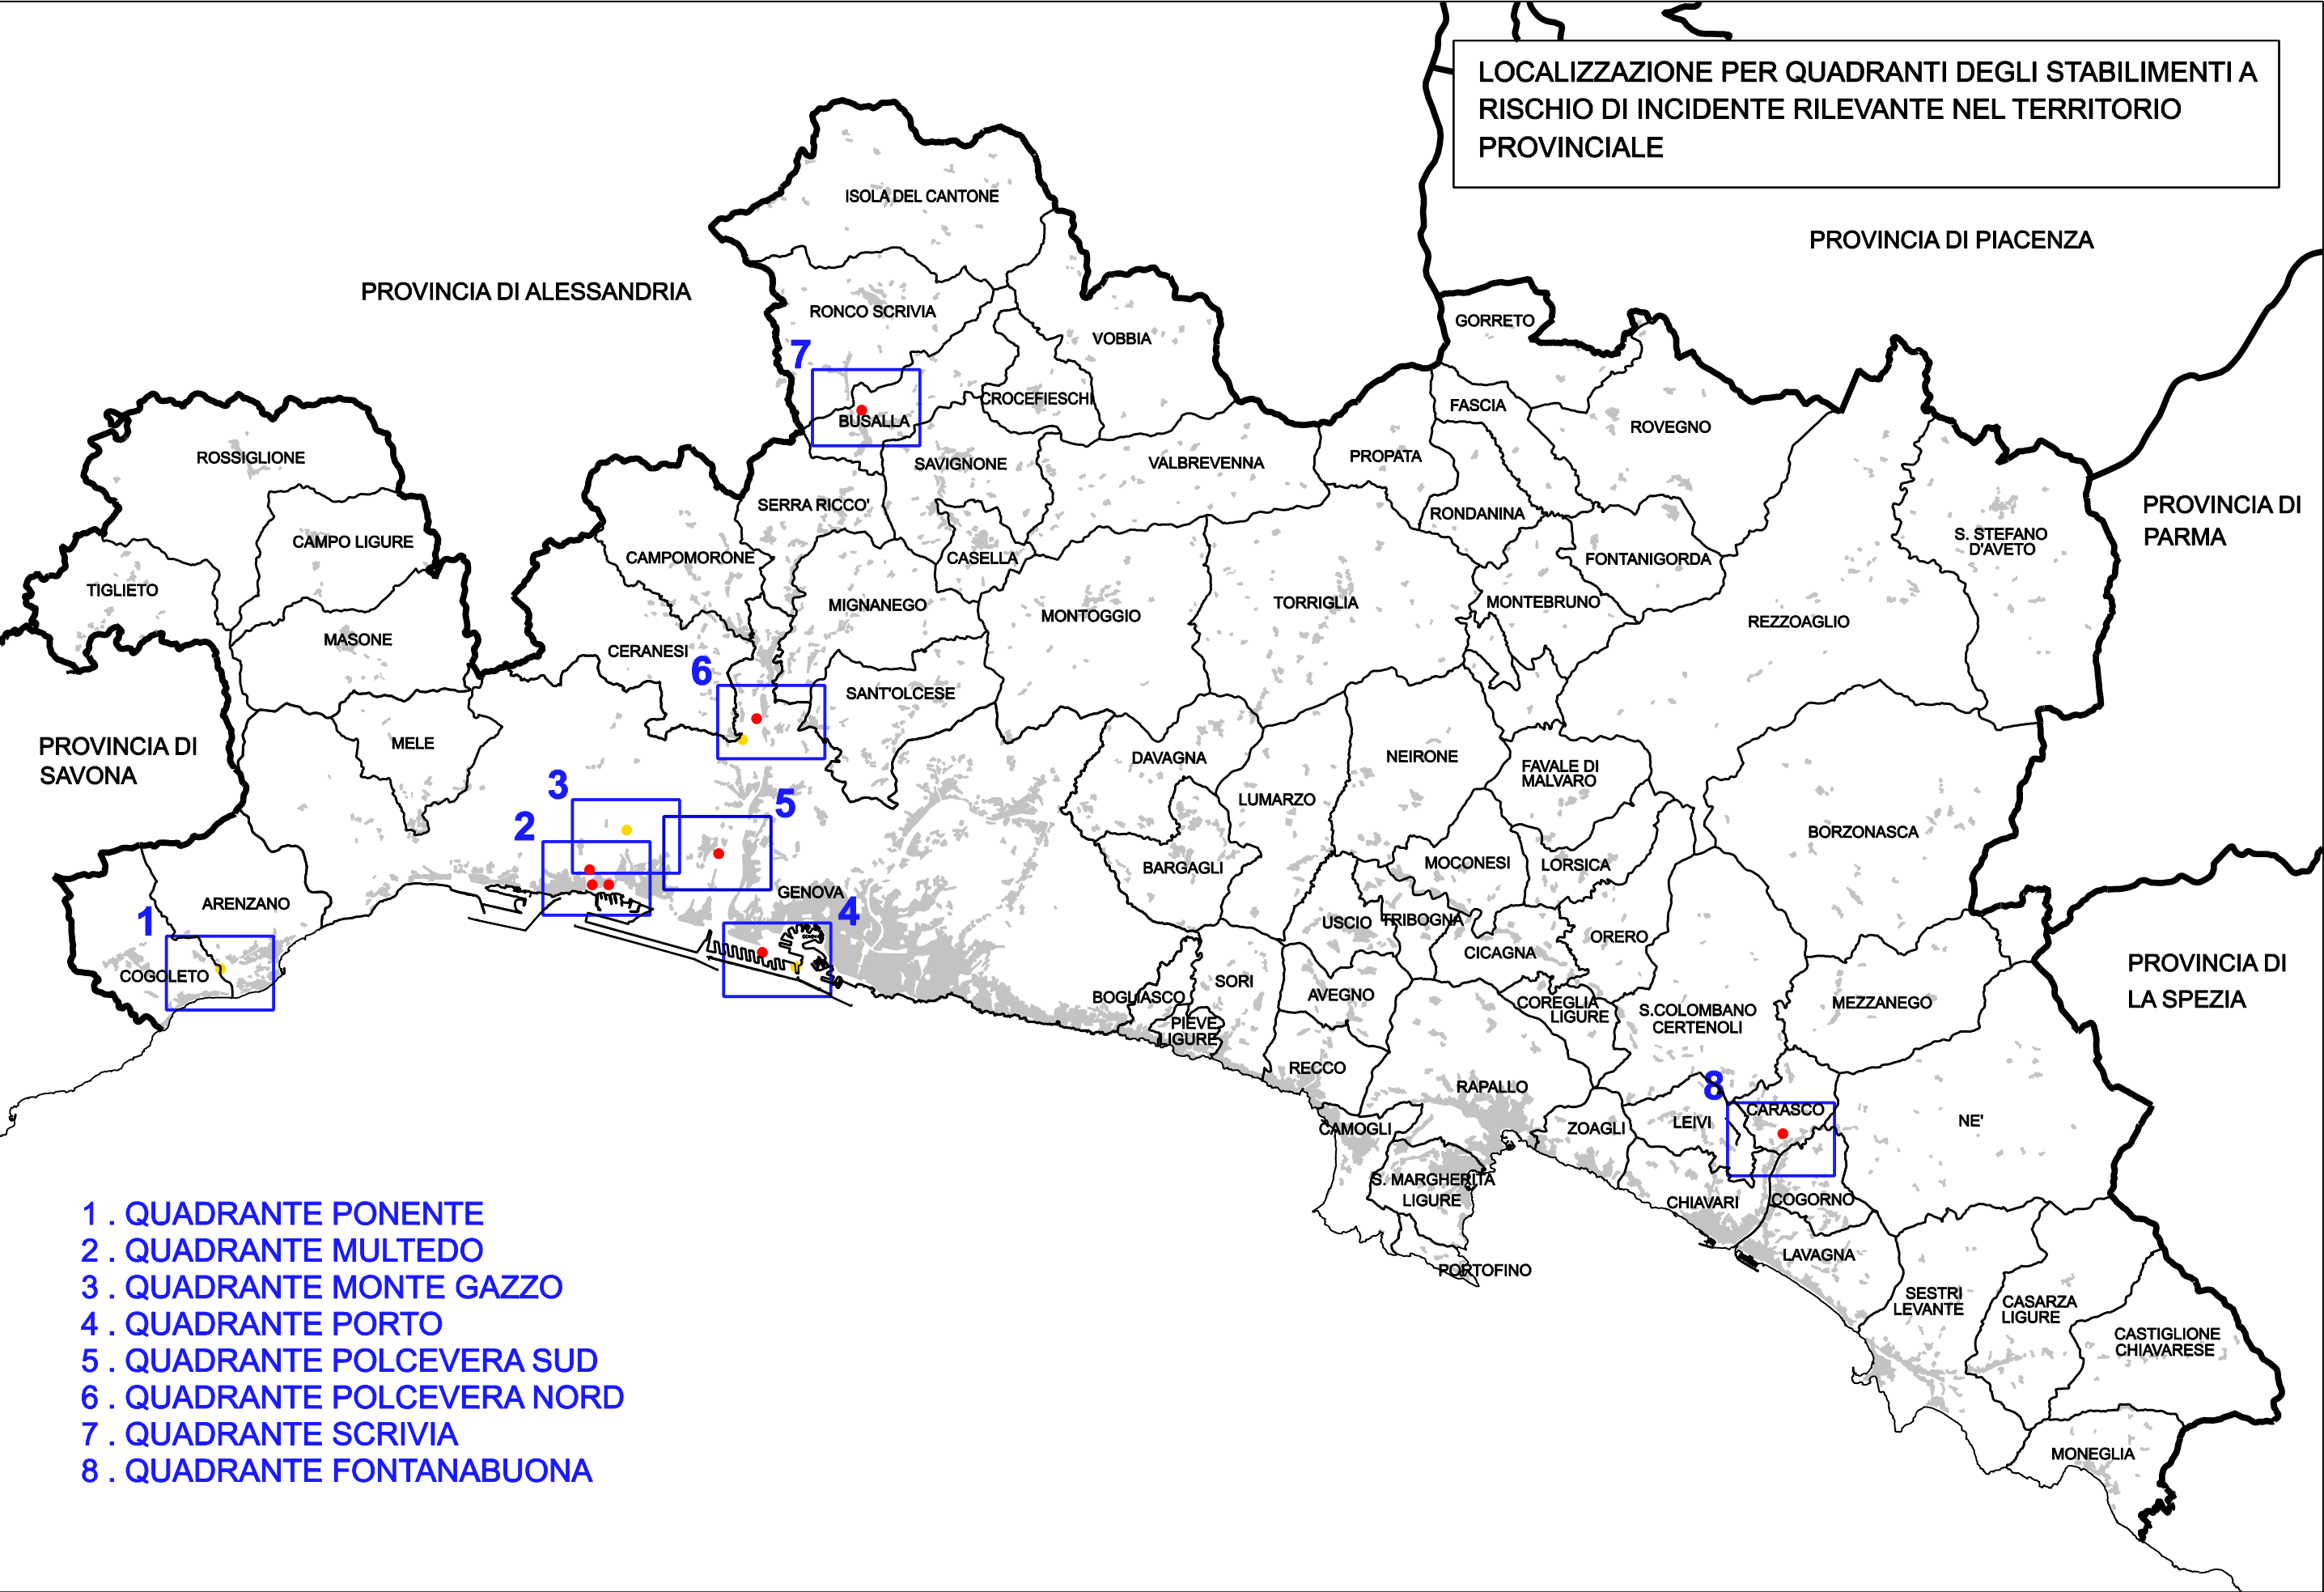 LOCALIZZAZIONE PER QUADRANTI DEGLI STABILIMENTI A
RISCHIO DI INCIDENTE RILEVANTE NEL TERRITORIO
PROVINCIALE
PROVINCIA DI PIACENZA
PROVINCIA DI ALESSANDRIA
PROVINCIA DI
PARMA
PROVINCIA DI
SAVONA
PROVINCIA DI
LA SPEZIA
ISOLA DEL CANTONE
RONCO SCRIVIA
VOBBIA
GORRETO
7
CROCEFIESCHI
FASCIA
BUSALLA
ROVEGNO
ROSSIGLIONE
SAVIGNONE
VALBREVENNA
PROPATA
SERRA RICCO'
RONDANINA
CAMPO LIGURE
CAMPOMORONE
CASELLA
FONTANIGORDA
S. STEFANO
D'AVETO
TIGLIETO
MIGNANEGO
MONTOGGIO
TORRIGLIA
MONTEBRUNO
REZZOAGLIO
MASONE
CERANESI
6
SANT'OLCESE
MELE
DAVAGNA
NEIRONE
FAVALE DI
MALVARO
3
5
LUMARZO
2
BORZONASCA
BARGAGLI
MOCONESI
LORSICA
GENOVA
ARENZANO
4
1
USCIO
TRIBOGNA
ORERO
CICAGNA
COGOLETO
SORI
BOGLIASCO
AVEGNO
COREGLIA
LIGURE
S.COLOMBANO
CERTENOLI
MEZZANEGO
PIEVE
LIGURE
RECCO
RAPALLO
8
CARASCO
LEIVI
NE'
CAMOGLI
ZOAGLI
S. MARGHERITA
LIGURE
CHIAVARI
COGORNO
PORTOFINO
LAVAGNA
SESTRI
LEVANTE
CASARZA
LIGURE
CASTIGLIONE
CHIAVARESE
MONEGLIA
1 . QUADRANTE PONENTE
2 . QUADRANTE MULTEDO
3 . QUADRANTE MONTE GAZZO
4 . QUADRANTE PORTO
5 . QUADRANTE POLCEVERA SUD
6 . QUADRANTE POLCEVERA NORD
7 . QUADRANTE SCRIVIA
8 . QUADRANTE FONTANABUONA